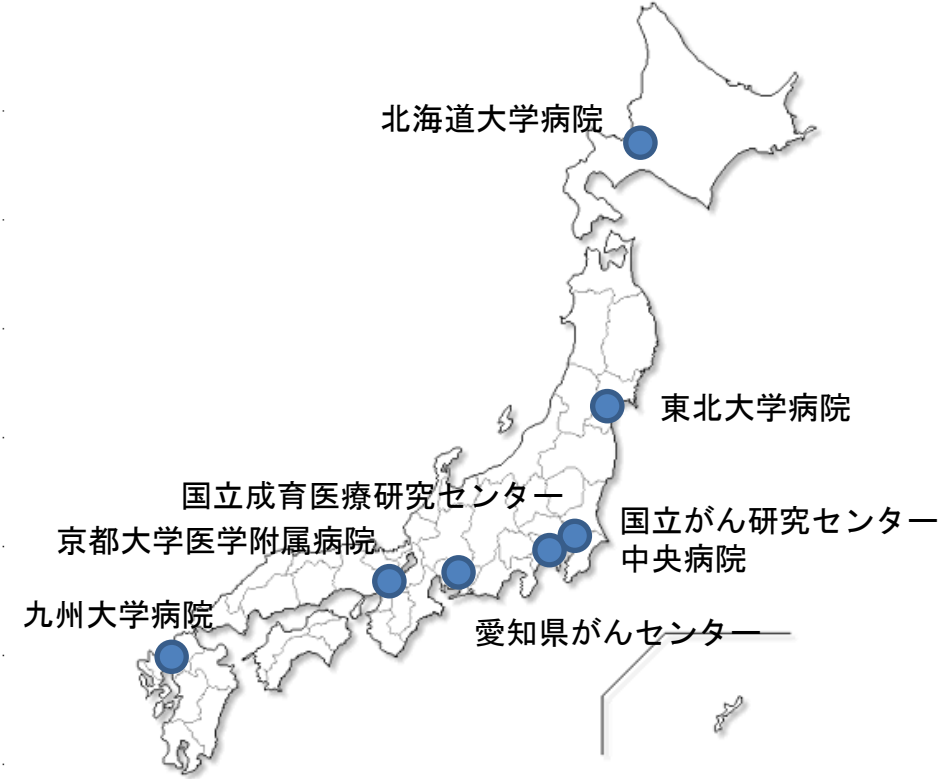 北海道大学病院
東北大学病院
国立成育医療研究センター
国立がん研究センター
中央病院
京都大学医学附属病院
九州大学病院
愛知県がんセンター